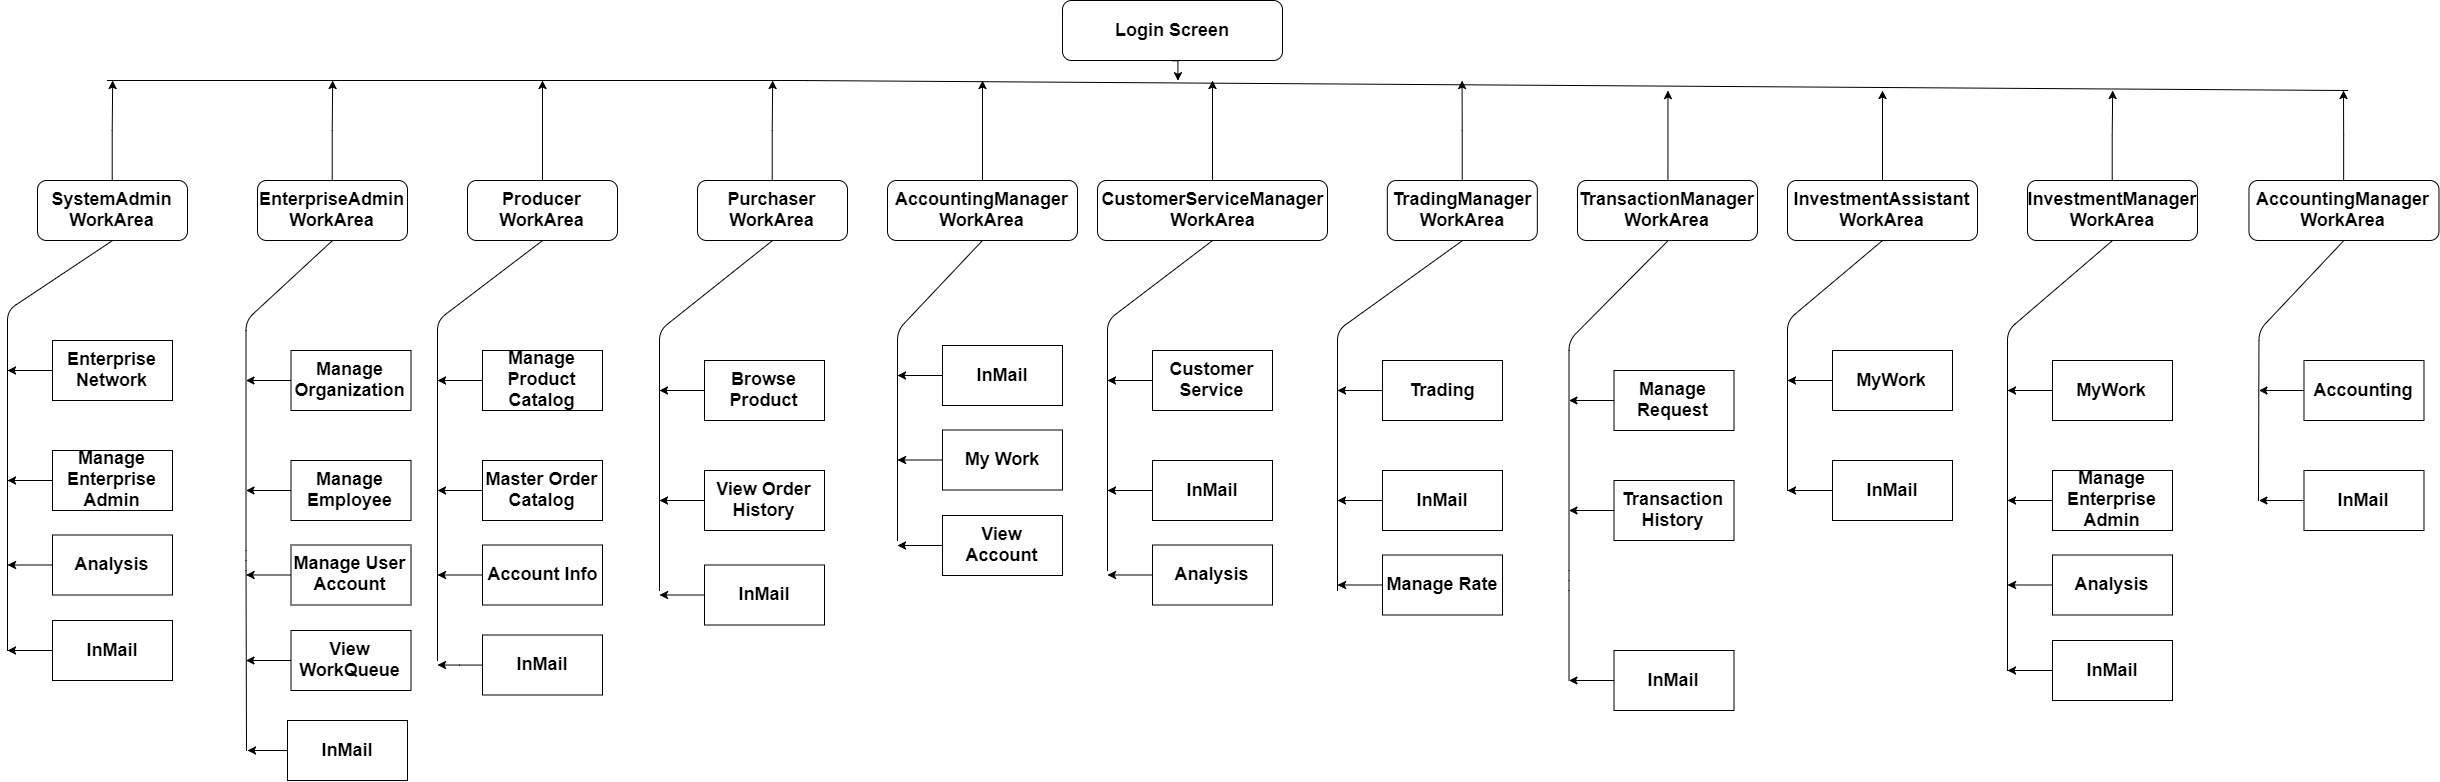 Login Screen
SystemAdmin
WorkArea
EnterpriseAdmin
WorkArea
Producer
WorkArea
Purchaser
WorkArea
AccountingManager
WorkArea
CustomerServiceManager
WorkArea
TradingManager
WorkArea
TransactionManager
WorkArea
InvestmentAssistant
WorkArea
InvestmentManager
WorkArea
AccountingManager
WorkArea
Enterprise
Network
Manage
Enterprise
Admin
Analysis
InMail
Manage
Organization
Manage
Employee
Manage User
Account
View
WorkQueue
InMail
Manage
Product
Catalog
Master Order
Catalog
Account Info
InMail
Browse
Product
View Order
History
InMail
InMail
My Work
View
Account
Customer
Service
InMail
Analysis
Trading
InMail
Manage Rate
Manage
Request
Transaction
History
InMail
MyWork
InMail
MyWork
Manage
Enterprise
Admin
Analysis
InMail
Accounting
InMail